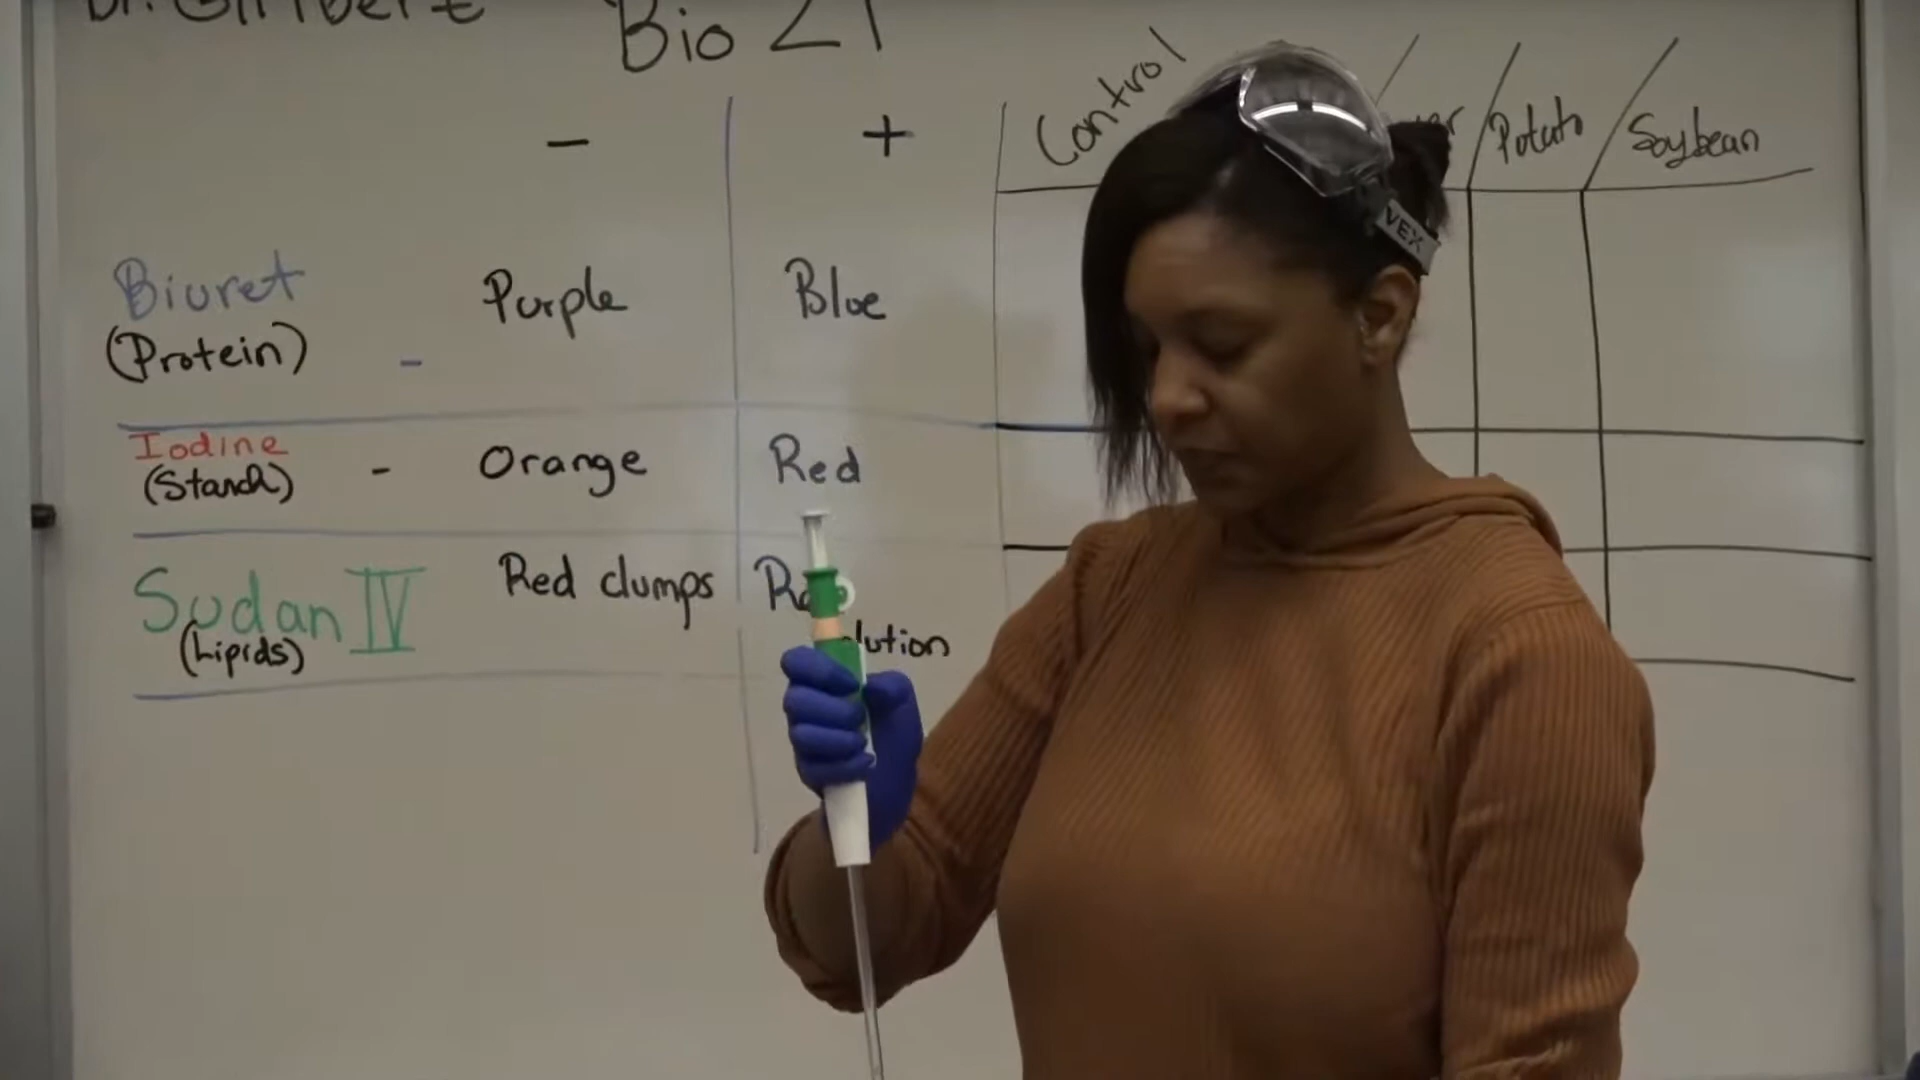 Bio 21
- +
Control Potato Soybean
Biuret Purple Blue
(Protein) -
Iodine - Orange Red
(Starch)
Sudan IV Red clumps
(Lipids)
VEX